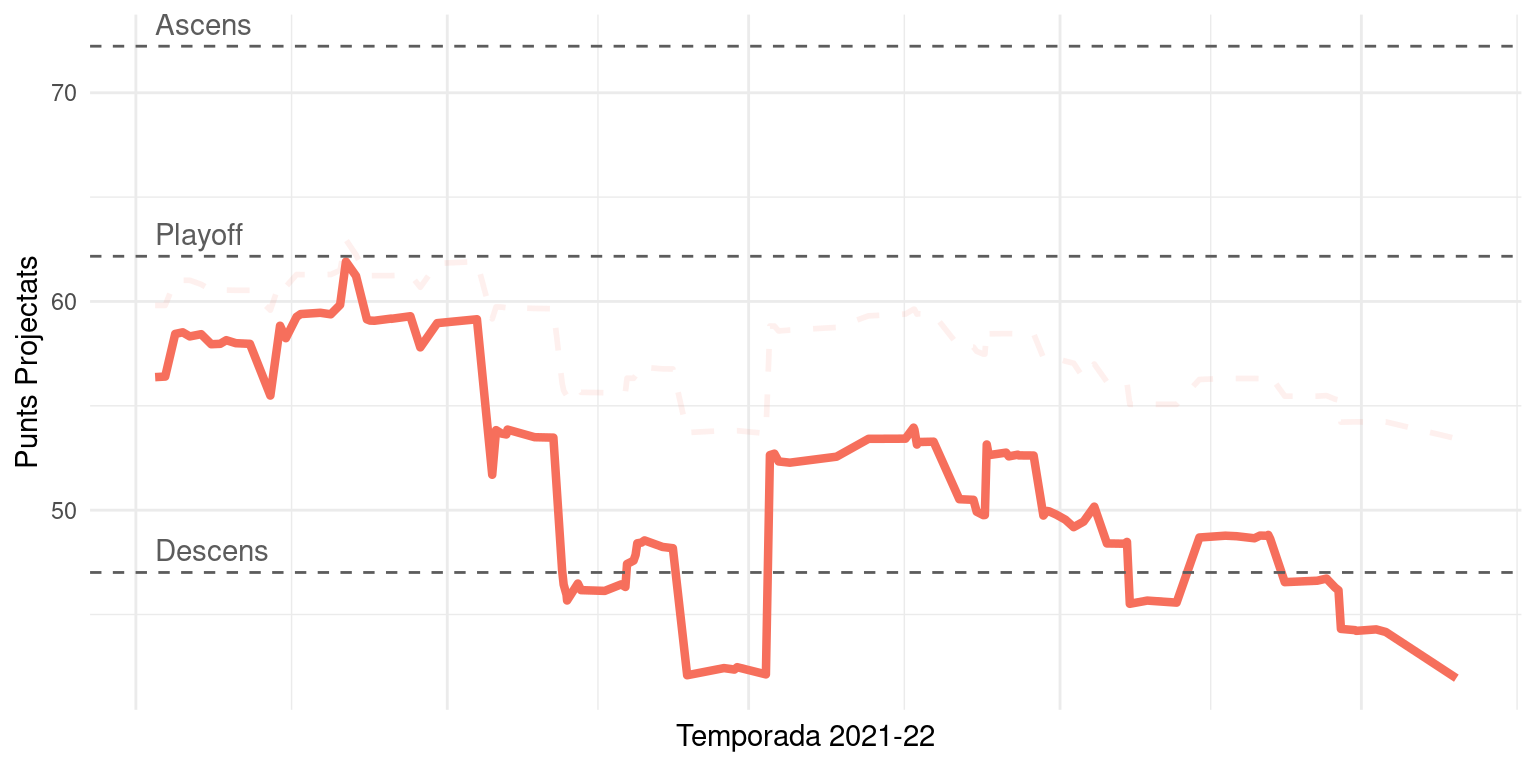 Ascens
70
Playoff
60
Punts Projectats
50
Descens
Temporada 2021-22